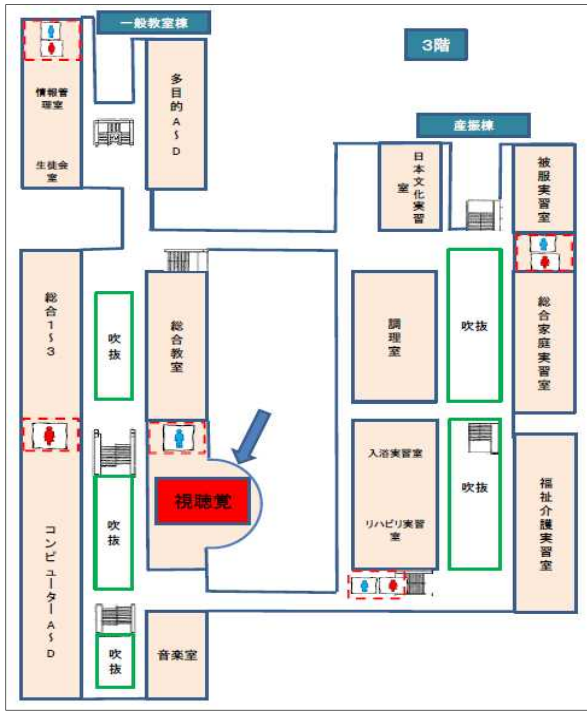 一般教室棟
3階
情報管
理室
生徒会
室
多目的A~D
産振棟
日本文化実習
室
被服実習室
総合1~3
吹抜
総合教室
調理室
吹抜
総合家庭実習室
視聴覚
コンピューターA~D
吹抜
入浴実習室
リハビリ実習
室
吹抜
福祉介護実習室
吹抜
音楽室